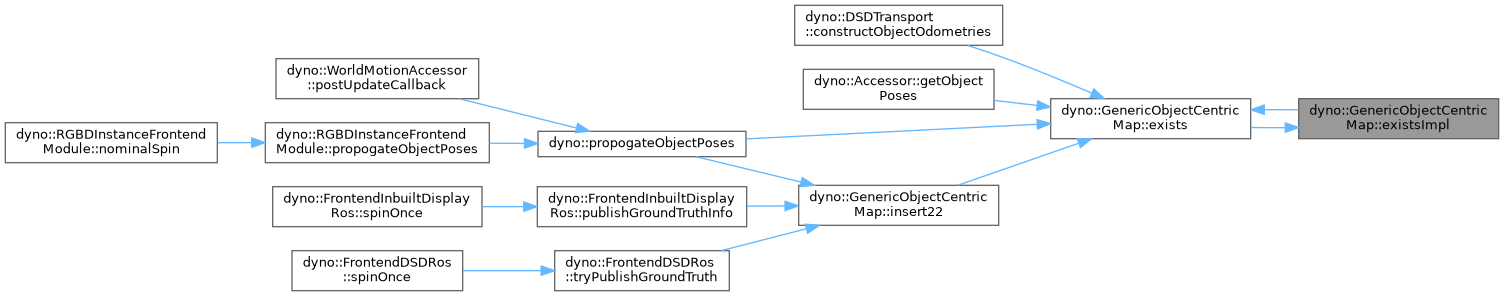 dyno::DSDTransport
::constructObjectOdometries
dyno::WorldMotionAccessor
::postUpdateCallback
dyno::Accessor::getObject
Poses
dyno::GenericObjectCentric
Map::exists
dyno::GenericObjectCentric
Map::existsImpl
dyno::RGBDInstanceFrontend
Module::nominalSpin
dyno::RGBDInstanceFrontend
Module::propogateObjectPoses
dyno::propogateObjectPoses
dyno::FrontendInbuiltDisplay
Ros::spinOnce
dyno::FrontendInbuiltDisplay
Ros::publishGroundTruthInfo
dyno::GenericObjectCentric
Map::insert22
dyno::FrontendDSDRos
::spinOnce
dyno::FrontendDSDRos
::tryPublishGroundTruth